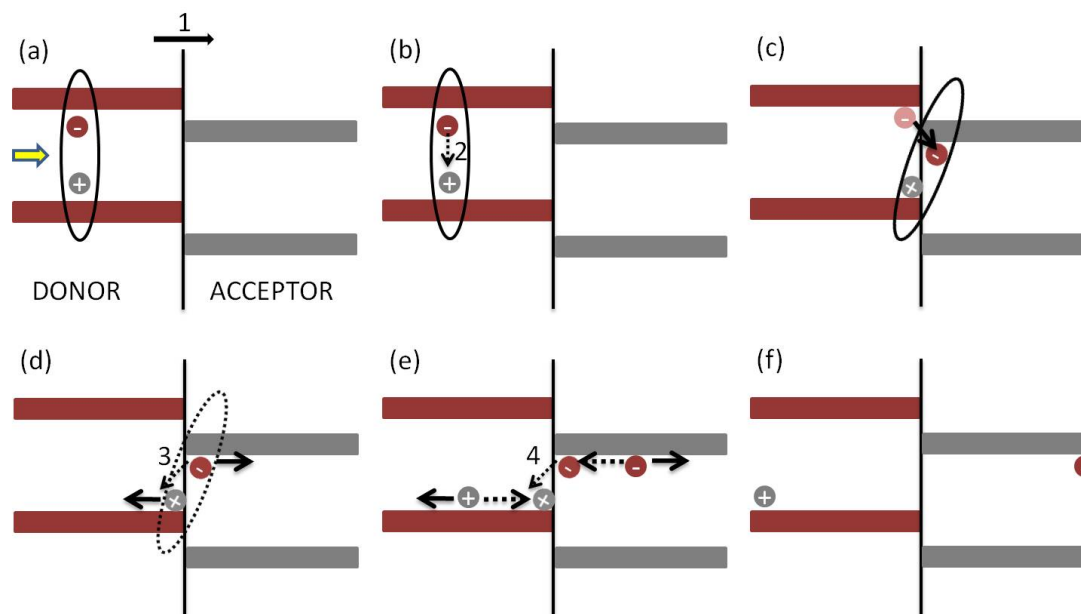 (a)
1
(b)
(c)
-
-
-
-
2
+
+
×
DONOR
ACCEPTOR
(d)
(e)
(f)
3
4
-
-
-
-
×
+
×
+